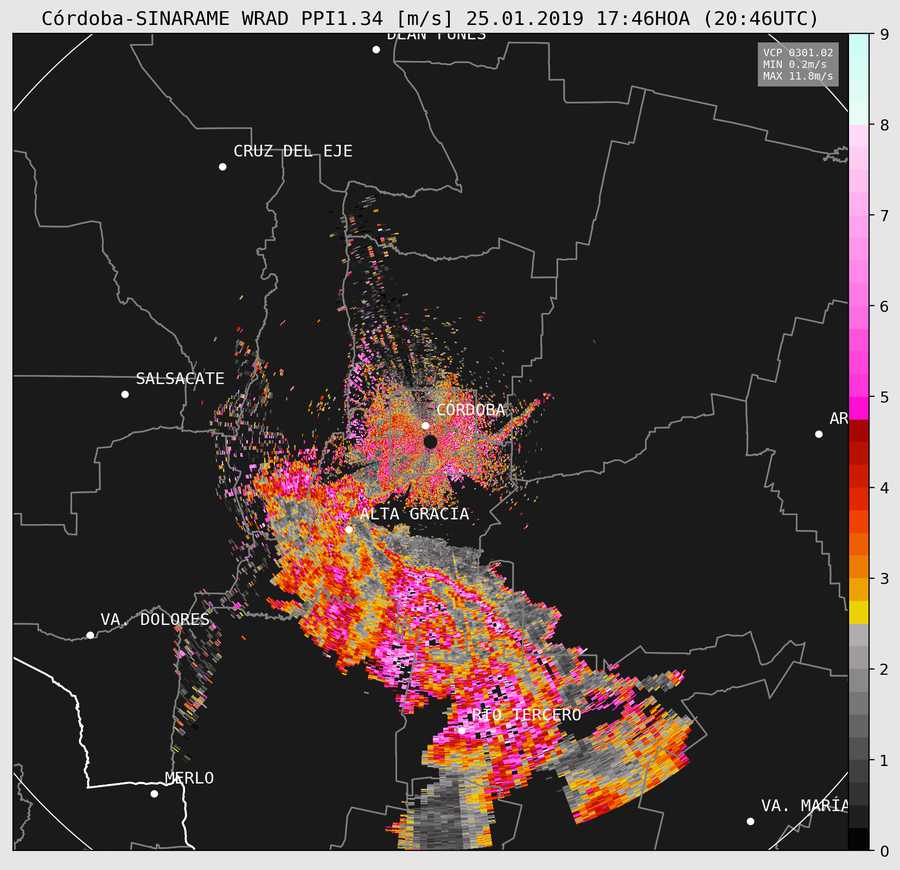 Córdoba-SINARAME WRAD PPI1.34 [m/s] 25.01.2019 17:46HOA (20:46UTC)
DEAN FUNES
VCP 0301.02
MIN 0.2m/s
MAX 11.8m/s
CRUZ DEL EJE
SALSACATE
CÓRDOBA
AR
ALTA GRACIA
VA. DOLORES
RÍO TERCERO
MERLO
VA. MARÍA
9
8
7
6
5
4
3
2
1
0